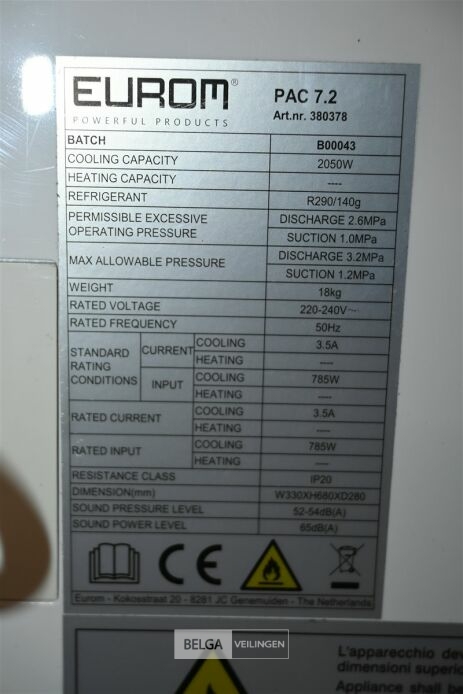 EUROM® PAC 7.2
POWERFUL PRODUCTS Art.nr. 380378
BATCH B00043
COOLING CAPACITY 2050W
HEATING CAPACITY ----
REFRIGERANT R290/140g
PERMISSIBLE EXCESSIVE OPERATING PRESSURE DISCHARGE 2.6MPa
SUCTION 1.0MPa
MAX ALLOWABLE PRESSURE DISCHARGE 3.2MPa
SUCTION 1.2MPa
WEIGHT 18kg
RATED VOLTAGE 220-240V~
RATED FREQUENCY 50Hz
STANDARD RATING CONDITIONS CURRENT COOLING 3.5A
HEATING ----
INPUT COOLING 785W
HEATING ----
RATED CURRENT COOLING 3.5A
HEATING ----
RATED INPUT COOLING 785W
HEATING ----
RESISTANCE CLASS IP20
DIMENSION(mm) W330XH680XD280
SOUND PRESSURE LEVEL 52-54dB(A)
SOUND POWER LEVEL 65dB(A)
CE
Eurom - Kokosstraat 20 - 8281 JC Genemuiden - The Netherlands
BELGA VEILINGEN
L'apparecchio dev
dimensioni superior
Appliance shall b